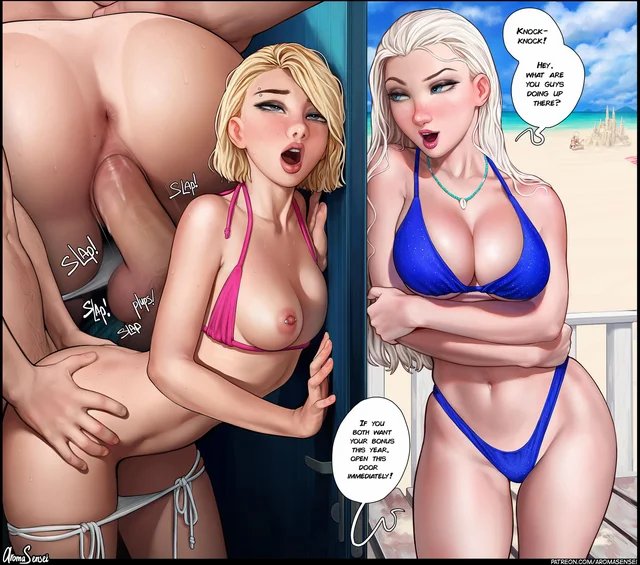 KNOCK-
KNOCK!
HEY,
WHAT ARE
YOU GUYS
DOING UP
THERE?
SLAP!
SLAP!
SLAP!
PLUPS!
SLAP
IF YOU
BOTH WANT
YOUR BONUS
THIS YEAR,
OPEN THIS
DOOR
IMMEDIATELY!
AromaSensei
PATREON.COM/AROMASENSEI